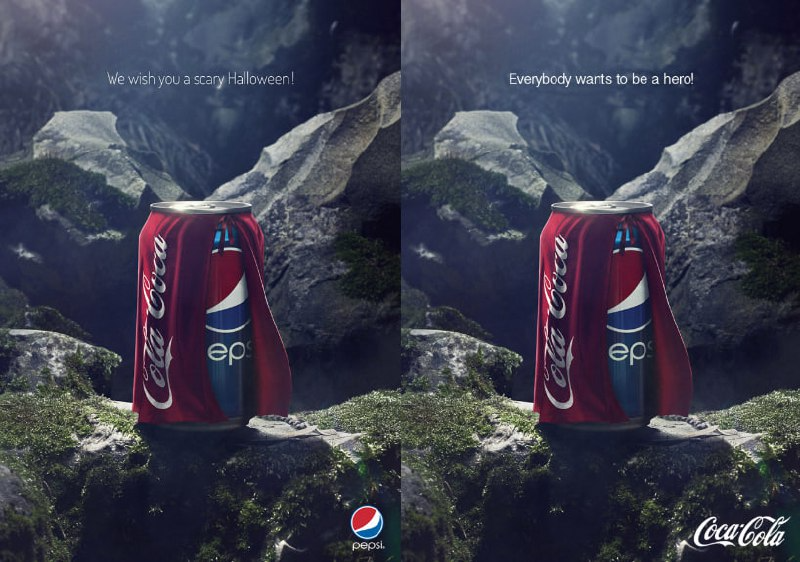 We wish you a scary Halloween!
Cola Coca
eps
pepsi
Everybody wants to be a hero!
Cola Coca
eps
Coca-Cola